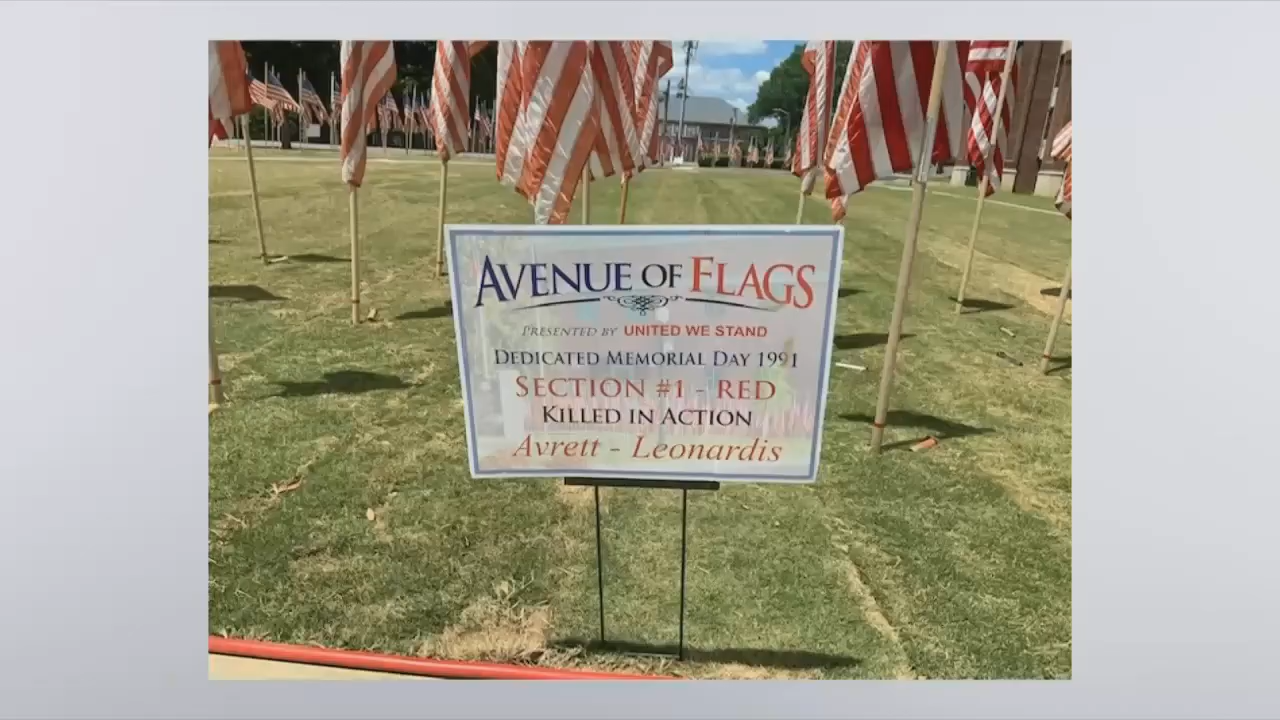 AVENUE OF FLAGS
PRESENTED BY UNITED WE STAND
DEDICATED MEMORIAL DAY 1991
SECTION #1 - RED
KILLED IN ACTION
Avrett - Leonardis